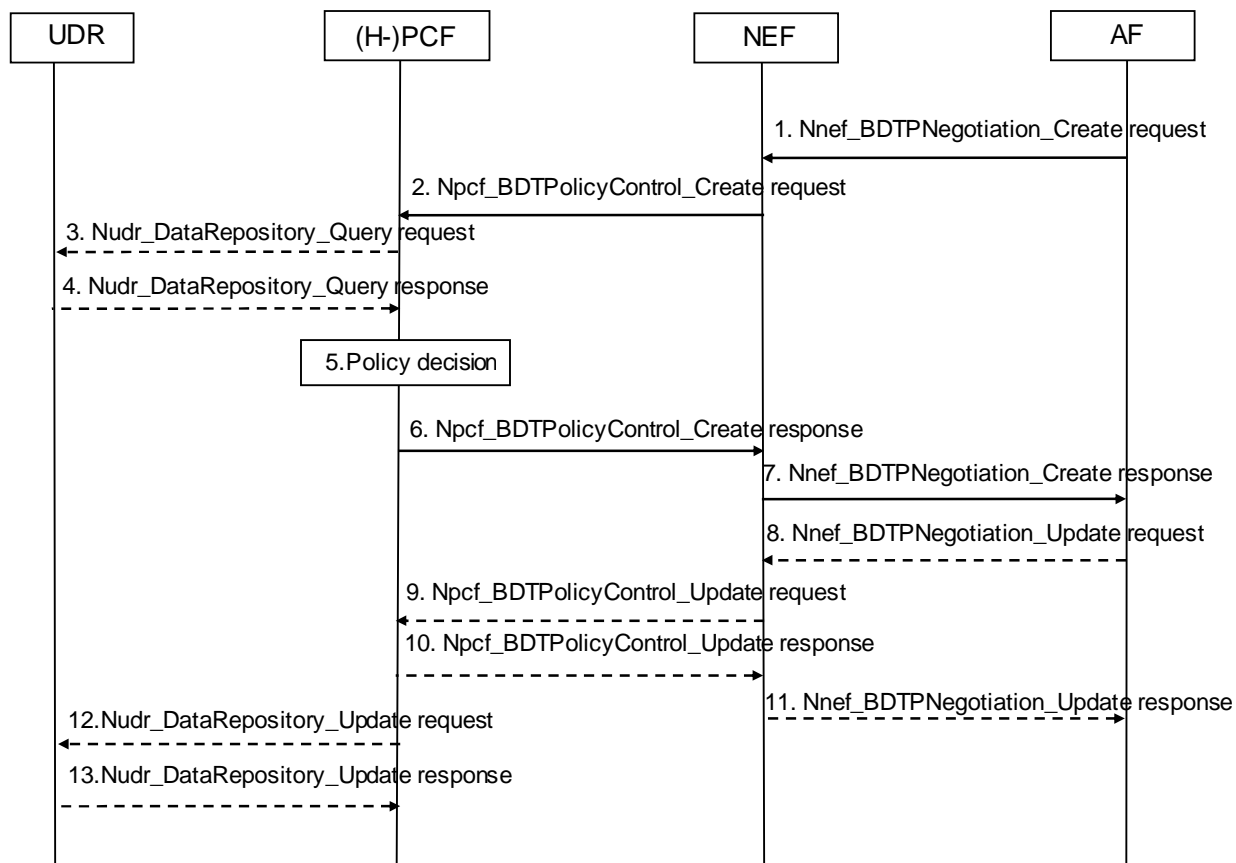 UDR
(H-)PCF
NEF
AF
1. Nnef_BDTPNegotiation_Create request
2. Npcf_BDTPolicyControl_Create request
3. Nudr_DataRepository_Query request
4. Nudr_DataRepository_Query response
5.Policy decision
6. Npcf_BDTPolicyControl_Create response
7. Nnef_BDTPNegotiation_Create response
8. Nnef_BDTPNegotiation_Update request
9. Npcf_BDTPolicyControl_Update request
10. Npcf_BDTPolicyControl_Update response
11. Nnef_BDTPNegotiation_Update response
12.Nudr_DataRepository_Update request
13.Nudr_DataRepository_Update response